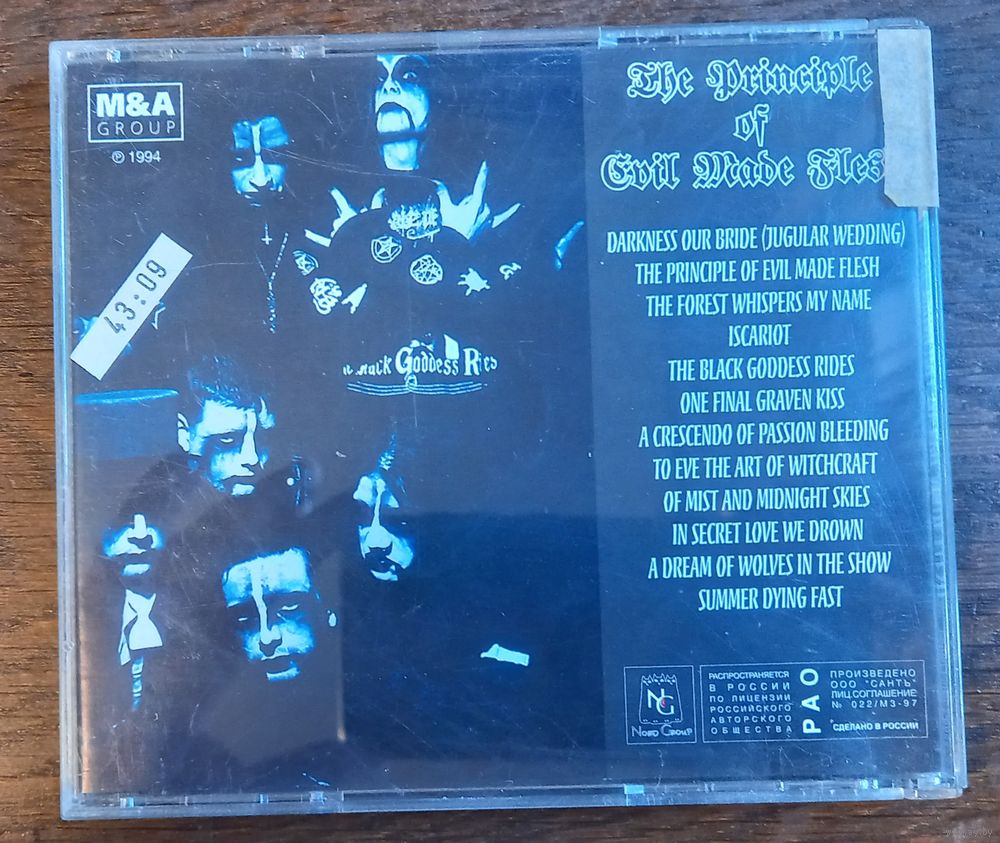 M&A
GROUP
℗ 1994
43:09
Goddess
The Principle
of
Evil Made Fles
DARKNESS OUR BRIDE (JUGULAR WEDDING)
THE PRINCIPLE OF EVIL MADE FLESH
THE FOREST WHISPERS MY NAME
ISCARIOT
THE BLACK GODDESS RIDES
ONE FINAL GRAVEN KISS
A CRESCENDO OF PASSION BLEEDING
TO EVE THE ART OF WITCHCRAFT
OF MIST AND MIDNIGHT SKIES
IN SECRET LOVE WE DROWN
A DREAM OF WOLVES IN THE SHOW
SUMMER DYING FAST
NG
NORD GROUP
РАСПРОСТРАНЯЕТСЯ
В РОССИИ
ПО ЛИЦЕНЗИИ
РОССИЙСКОГО
АВТОРСКОГО
ОБЩЕСТВА
РАО
ПРОИЗВЕДЕНО
ООО "САНТЪ"
ЛИЦ.СОГЛАШЕНИЕ
№ 022/МЗ-97
СДЕЛАНО В РОССИИ